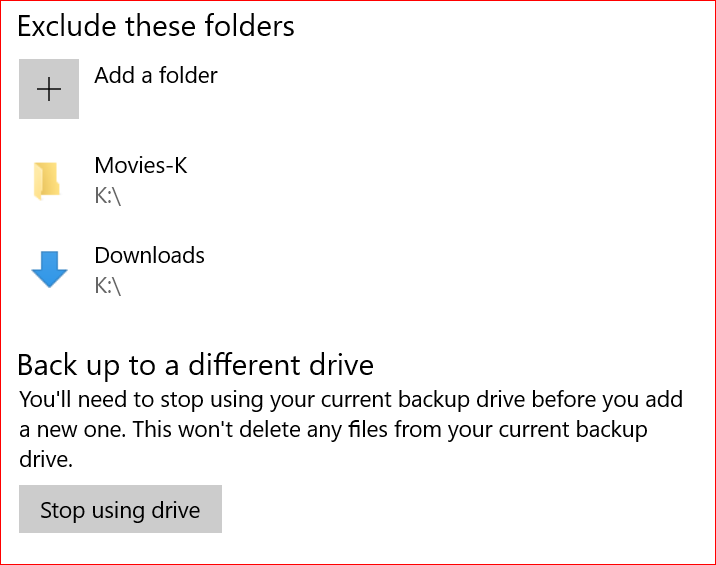 Exclude these folders
Add a folder
Movies-K
K:\
Downloads
K:\
Back up to a different drive
You'll need to stop using your current backup drive before you add
a new one. This won't delete any files from your current backup
drive.
Stop using drive